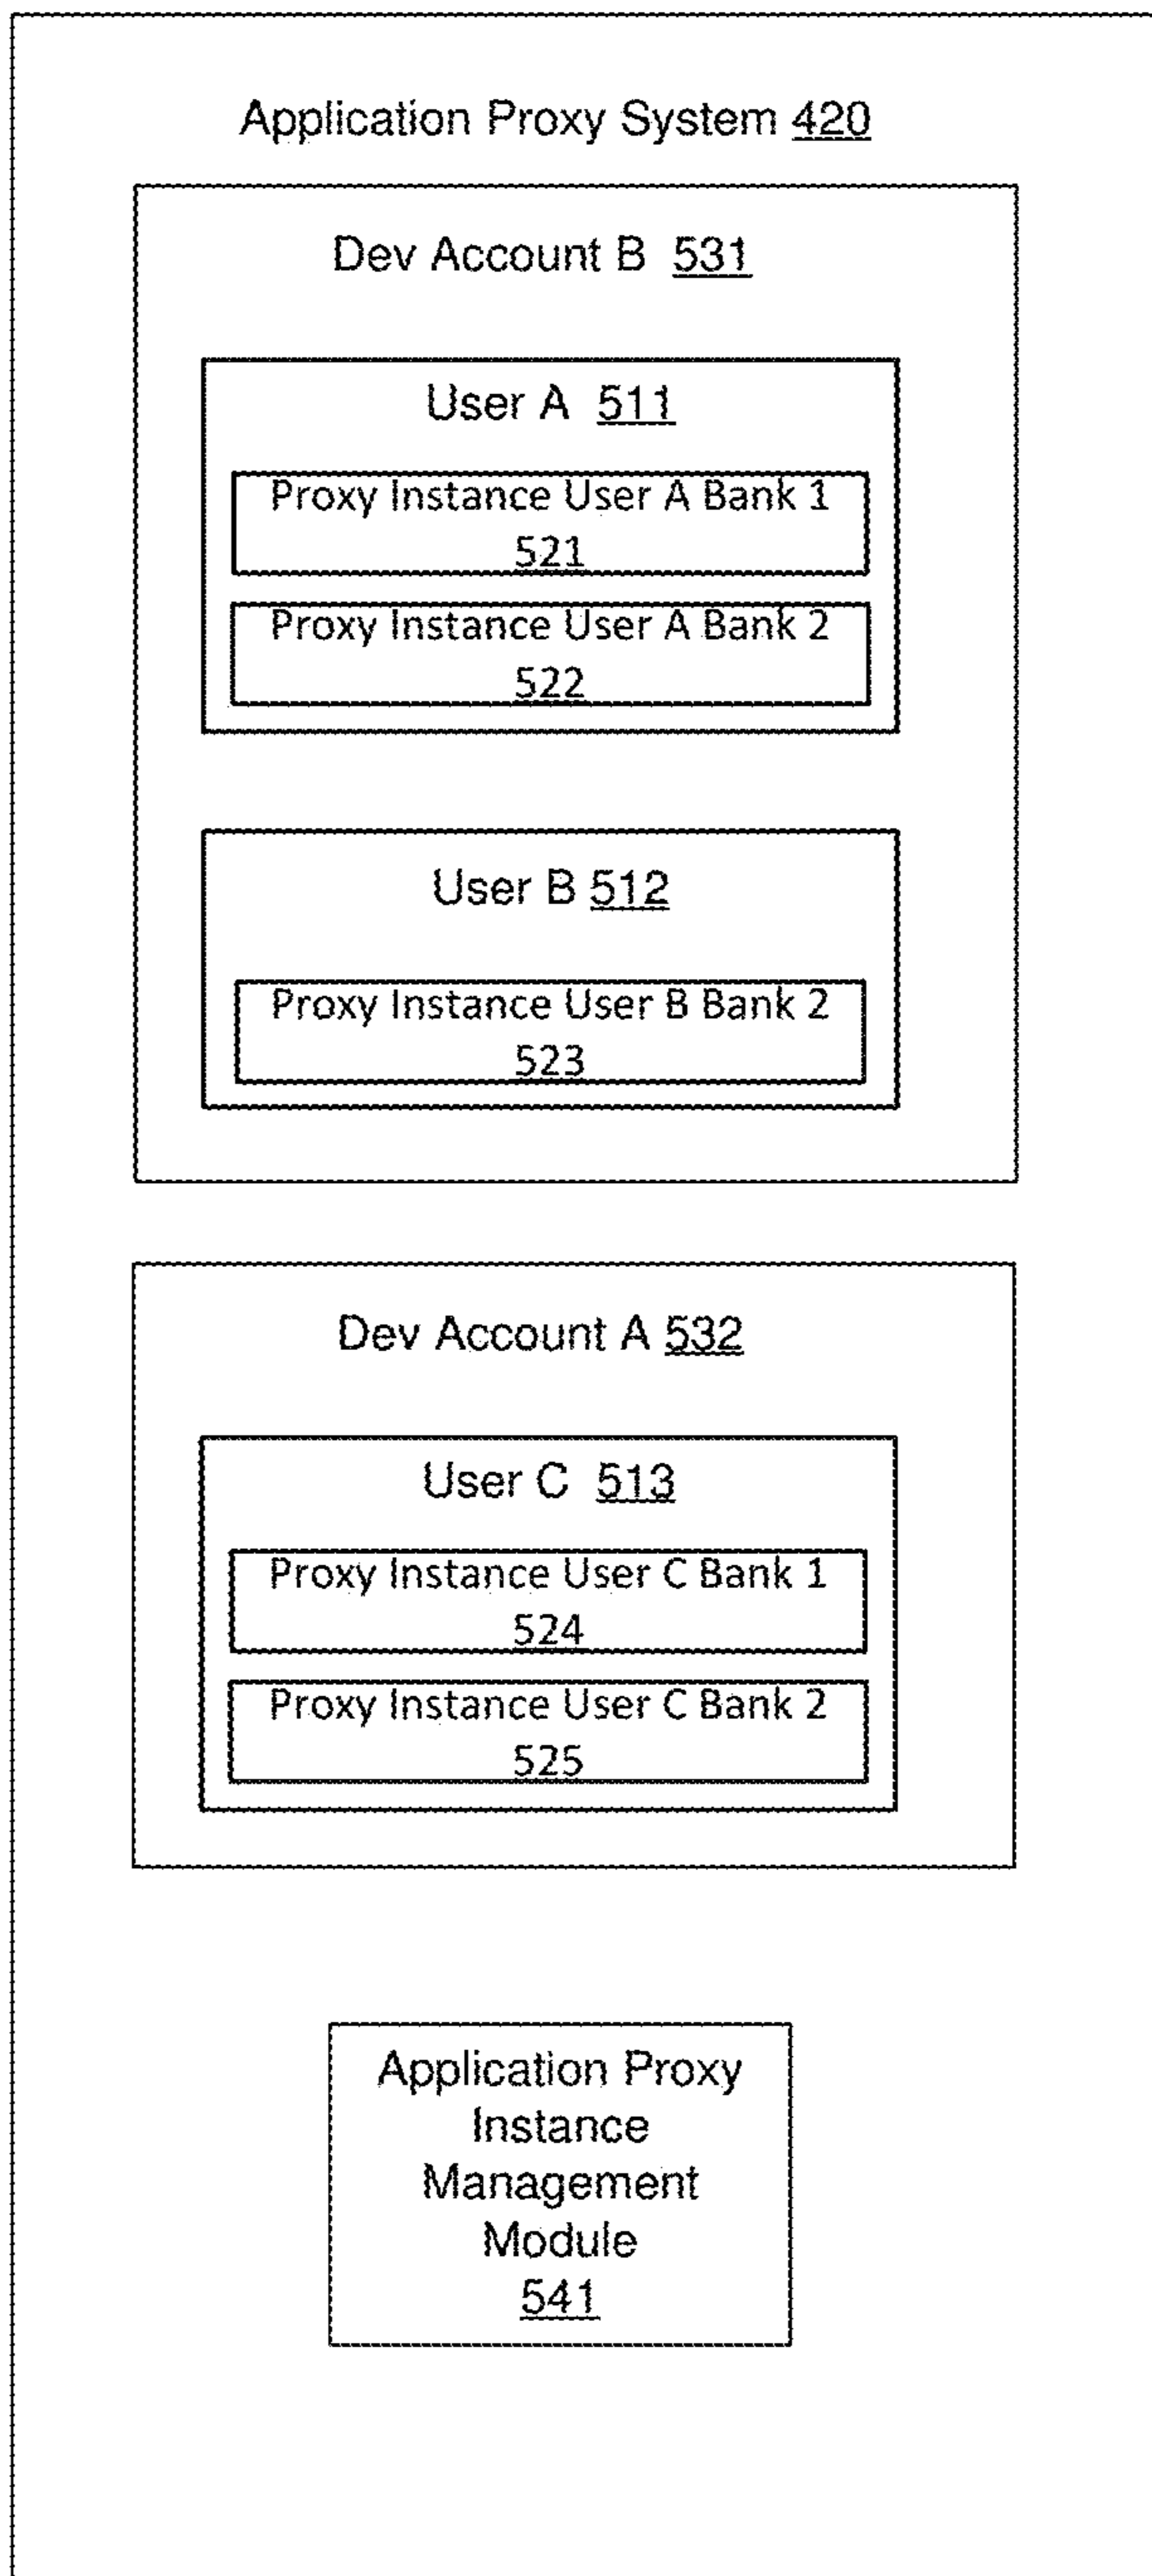 Application Proxy System 420
Dev Account B 531
User A 511
Proxy Instance User A Bank 1
521
Proxy Instance User A Bank 2
522
User B 512
Proxy Instance User B Bank 2
523
Dev Account A 532
User C 513
Proxy Instance User C Bank 1
524
Proxy Instance User C Bank 2
525
Application Proxy
Instance
Management
Module
541